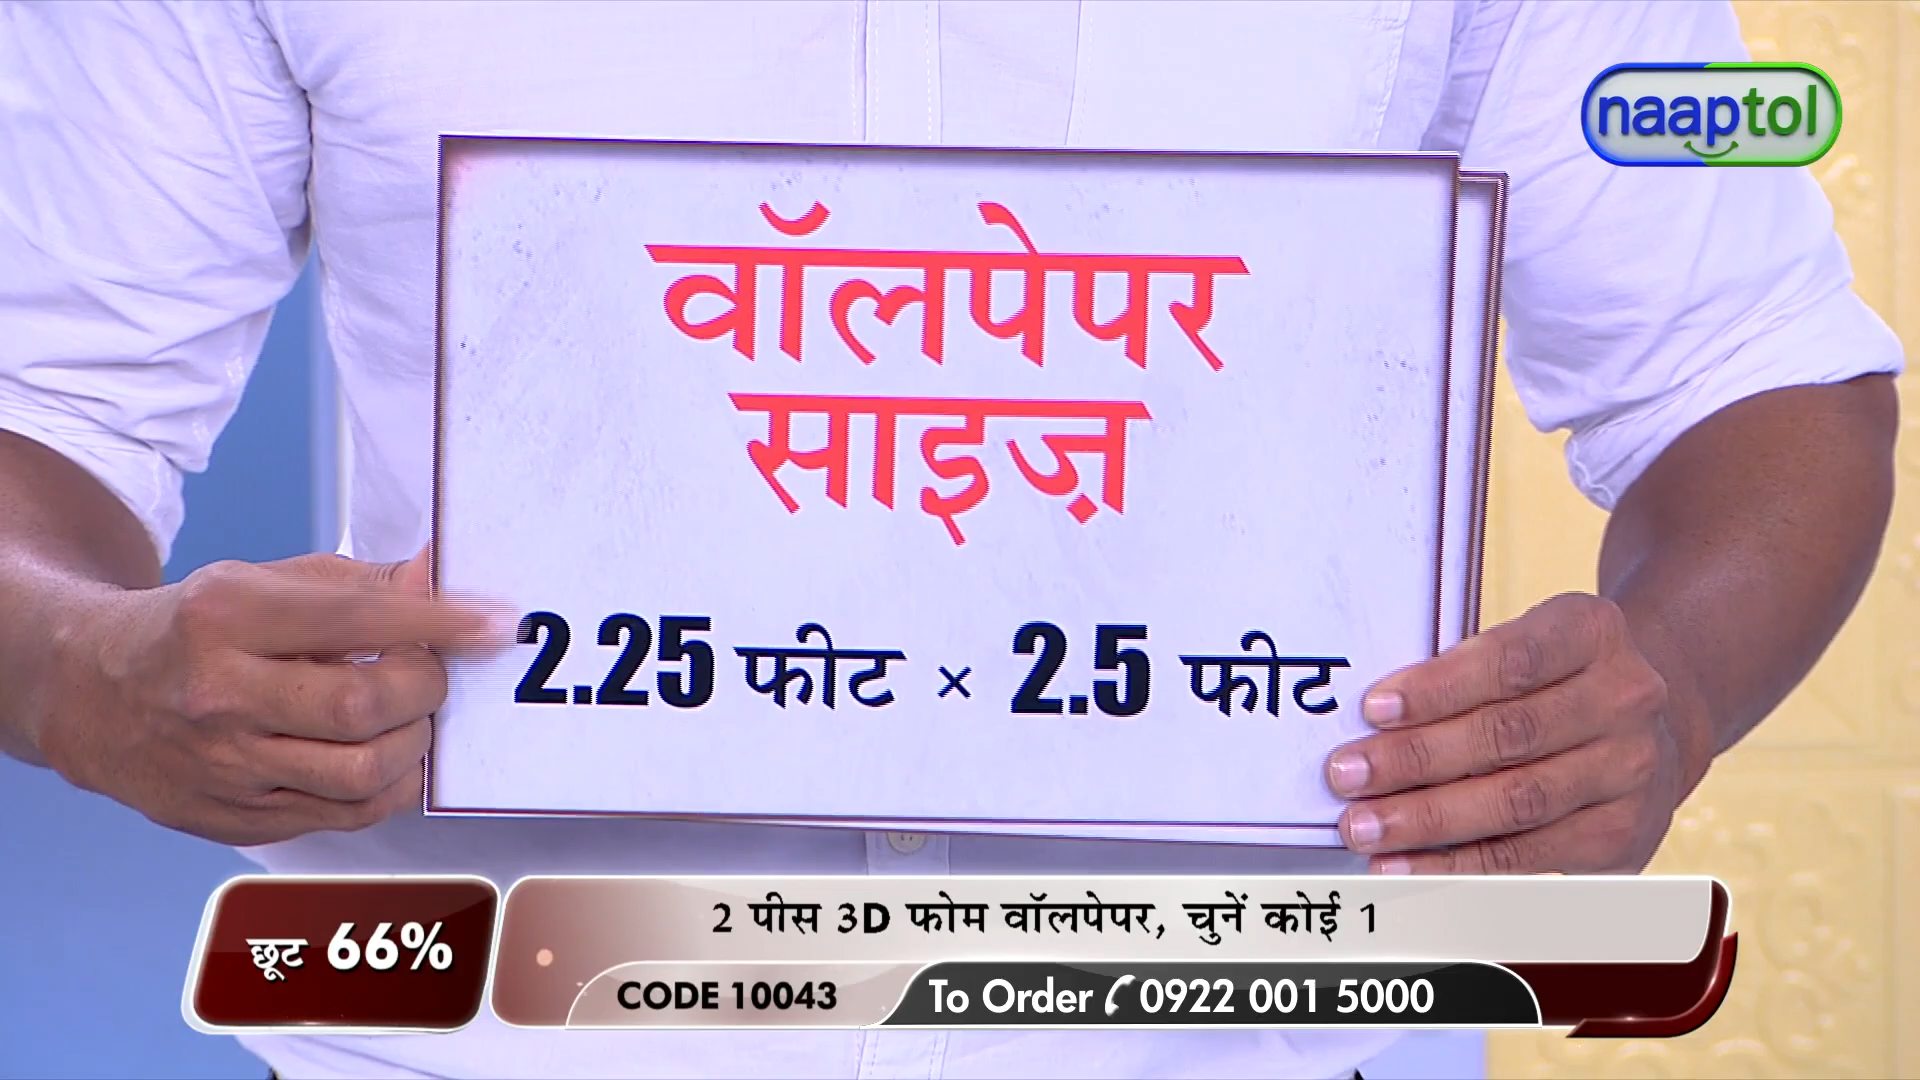 naaptol
वॉलपेपर
साइज़
2.25 फीट × 2.5 फीट
छूट 66%
2 पीस 3D फोम वॉलपेपर, चुनें कोई 1
CODE 10043
To Order 0922 001 5000